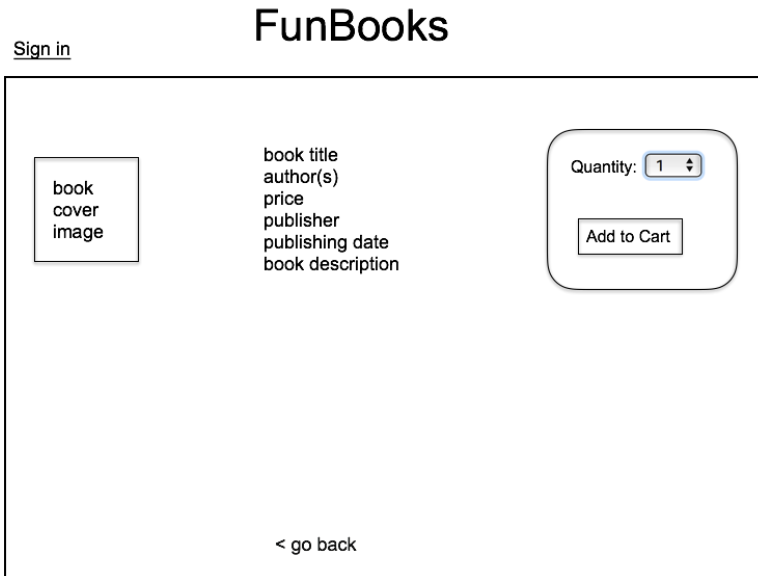 FunBooks
Sign in
book
cover
image
book title
author(s)
price
publisher
publishing date
book description
Quantity: 1
Add to Cart
< go back